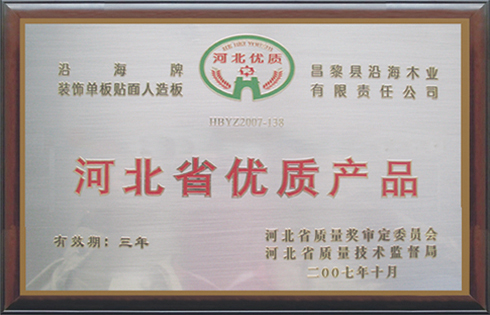 河北优质
沿海牌
装饰单板贴面人造板
昌黎县沿海木业
有限责任公司
HBYZ2007-138
河北省优质产品
有效期：三年
河北省质量奖审定委员会
河北省质量技术监督局
二00七年十月